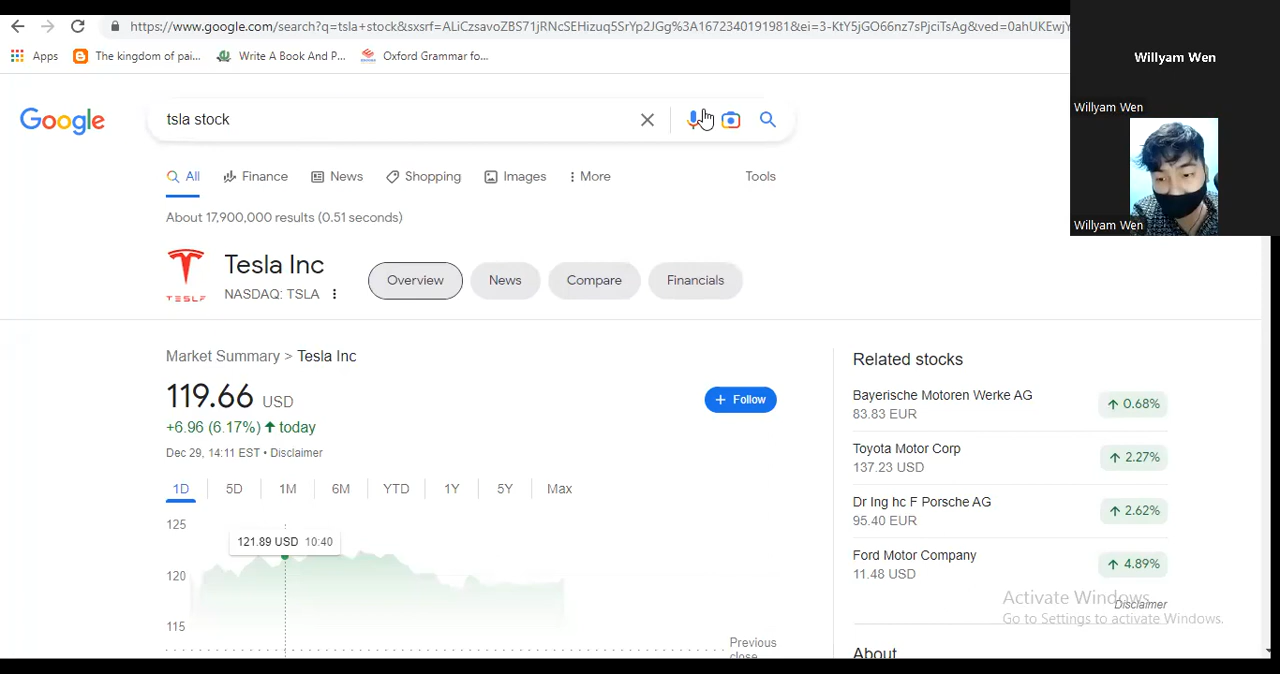 https://www.google.com/search?q=tsla+stock&sxsrf=ALiCzsavoZBS71jRNcSEHizuq5SrYp2JGg%3A1672340191981&ei=3-KtY5jGO66nz7sPjciTsAg&ved=0ahUKEwjY
Willyam Wen
Apps
The kingdom of pai...
Write A Book And P...
Oxford Grammar fo...
Willyam Wen
Google
tsla stock
All
Finance
News
Shopping
Images
More
Tools
About 17,900,000 results (0.51 seconds)
Willyam Wen
TESLA
Tesla Inc
NASDAQ: TSLA
Overview
News
Compare
Financials
Market Summary > Tesla Inc
119.66 USD
+ Follow
+6.96 (6.17%) ↑ today
Dec 29, 14:11 EST • Disclaimer
1D
5D
1M
6M
YTD
1Y
5Y
Max
125
121.89 USD 10:40
120
115
Previous
close
Related stocks
Bayerische Motoren Werke AG
83.83 EUR
↑ 0.68%
Toyota Motor Corp
137.23 USD
↑ 2.27%
Dr Ing hc F Porsche AG
95.40 EUR
↑ 2.62%
Ford Motor Company
11.48 USD
↑ 4.89%
Activate Windows
Disclaimer
Go to Settings to activate Windows.
About